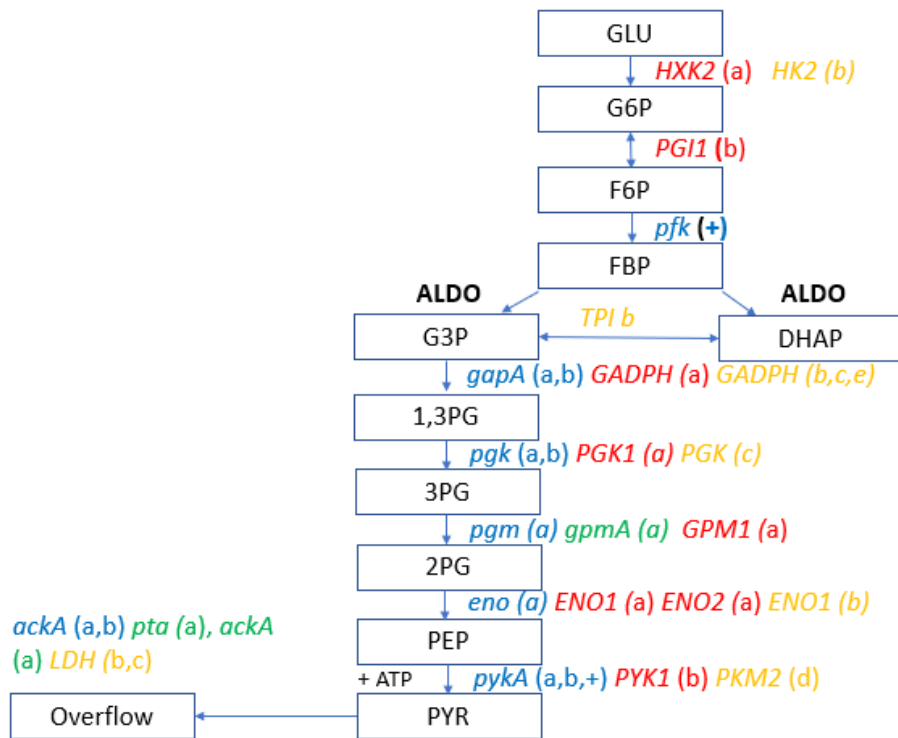 GLU
HXK2 (a) HK2 (b)
G6P
PGI1 (b)
F6P
pfk (+)
FBP
ALDO ALDO
TPI b
G3P DHAP
gapA (a,b) GADPH (a) GADPH (b,c,e)
1,3PG
pgk (a,b) PGK1 (a) PGK (c)
3PG
pgm (a) gpmA (a) GPM1 (a)
2PG
eno (a) ENO1 (a) ENO2 (a) ENO1 (b)
ackA (a,b) pta (a), ackA
(a) LDH (b,c)
PEP
+ ATP pykA (a,b,+) PYK1 (b) PKM2 (d)
Overflow PYR